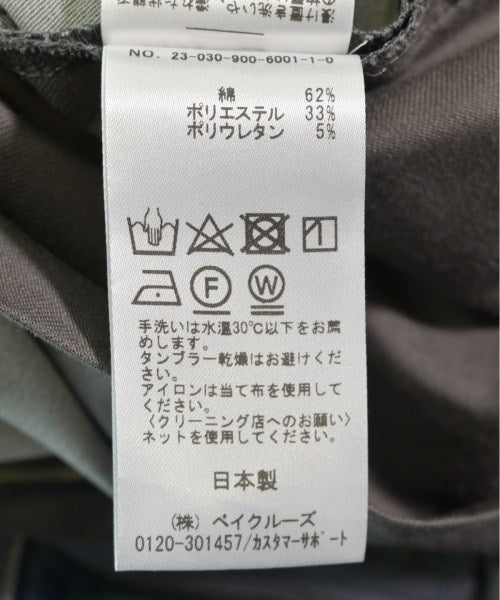 NO. 23-030-900-6001-1-0
綿 62%
ポリエステル 33%
ポリウレタン 5%
F W
手洗いは水温30℃以下をお薦
めします。
タンブラー乾燥はお避けくだ
さい。
アイロンは当て布を使用して
ください。
〈クリーニング店へのお願い〉
ネットを使用してください。
日本製
(株) ベイクルーズ
0120-301457/カスタマーサポート